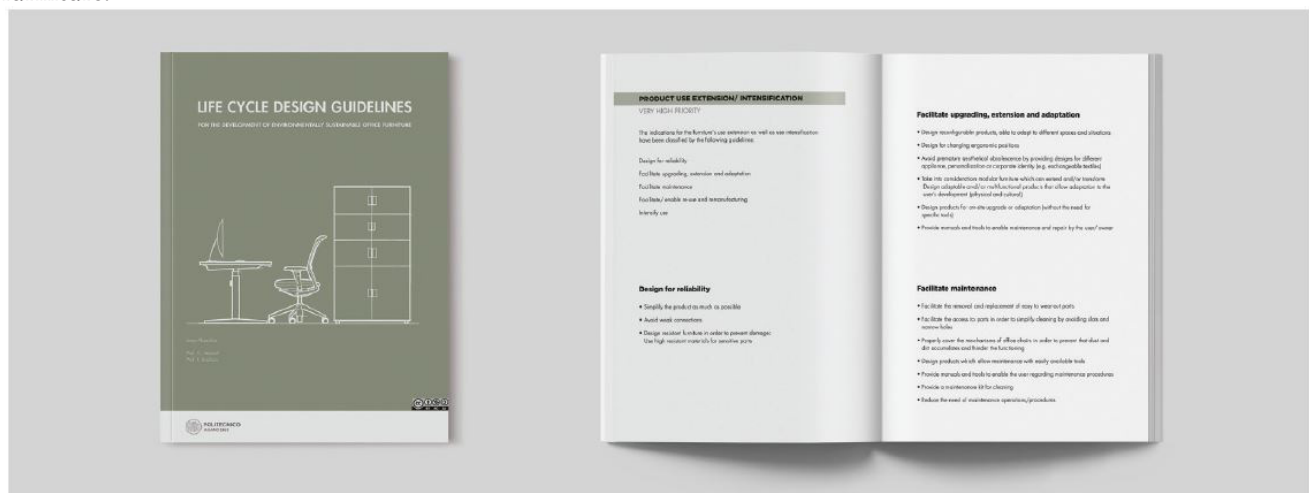 LIFE CYCLE DESIGN GUIDELINES
FOR THE DEVELOPMENT OF ENVIRONMENTALLY SUSTAINABLE OFFICE FURNITURE
POLITECNICO
PRODUCT USE EXTENSION/ INTENSIFICATION
VERY HIGH PRIORITY
The indications for the furniture's use extension as well as use intensification
have been classified by the following guidelines:
Design for reliability
Facilitate upgrading, extension and adaptation
Facilitate maintenance
Facilitate/ enable re-use and remanufacturing
Intensify use
Design for reliability
• Simplify the product as much as possible
• Avoid weak connections
• Design resistant furniture in order to prevent damages:
Use high resistant materials for sensitive parts
Facilitate upgrading, extension and adaptation
• Design reconfigurable products, able to adapt to different spaces and situations
• Design for changing ergonomic positions
• Avoid premature aesthetical obsolescence by providing designs for different
appliance, personalisation or corporate identity (e.g. exchangeable textiles)
• Take into consideration modular furniture which can extend and/or transform
Design adaptable and/or multifunctional products that allow adaptation to the
user's development (physical and cultural)
• Design products for on-site upgrade or adaptation (without the need for
specific tools)
• Provide manuals and tools to enable maintenance and repair by the user/ owner
Facilitate maintenance
• Facilitate the removal and replacement of easy to wear-out parts
• Facilitate the access to parts in order to simplify cleaning by avoiding slots and
narrow holes
• Properly cover the mechanisms of office chairs in order to prevent that dust and
dirt accumulates and hinder the functioning
• Design products which allow maintenance with easily available tools
• Provide manuals and tools to enable the user regarding maintenance procedures
• Provide a maintenance kit for cleaning
• Reduce the need of maintenance operations/procedures